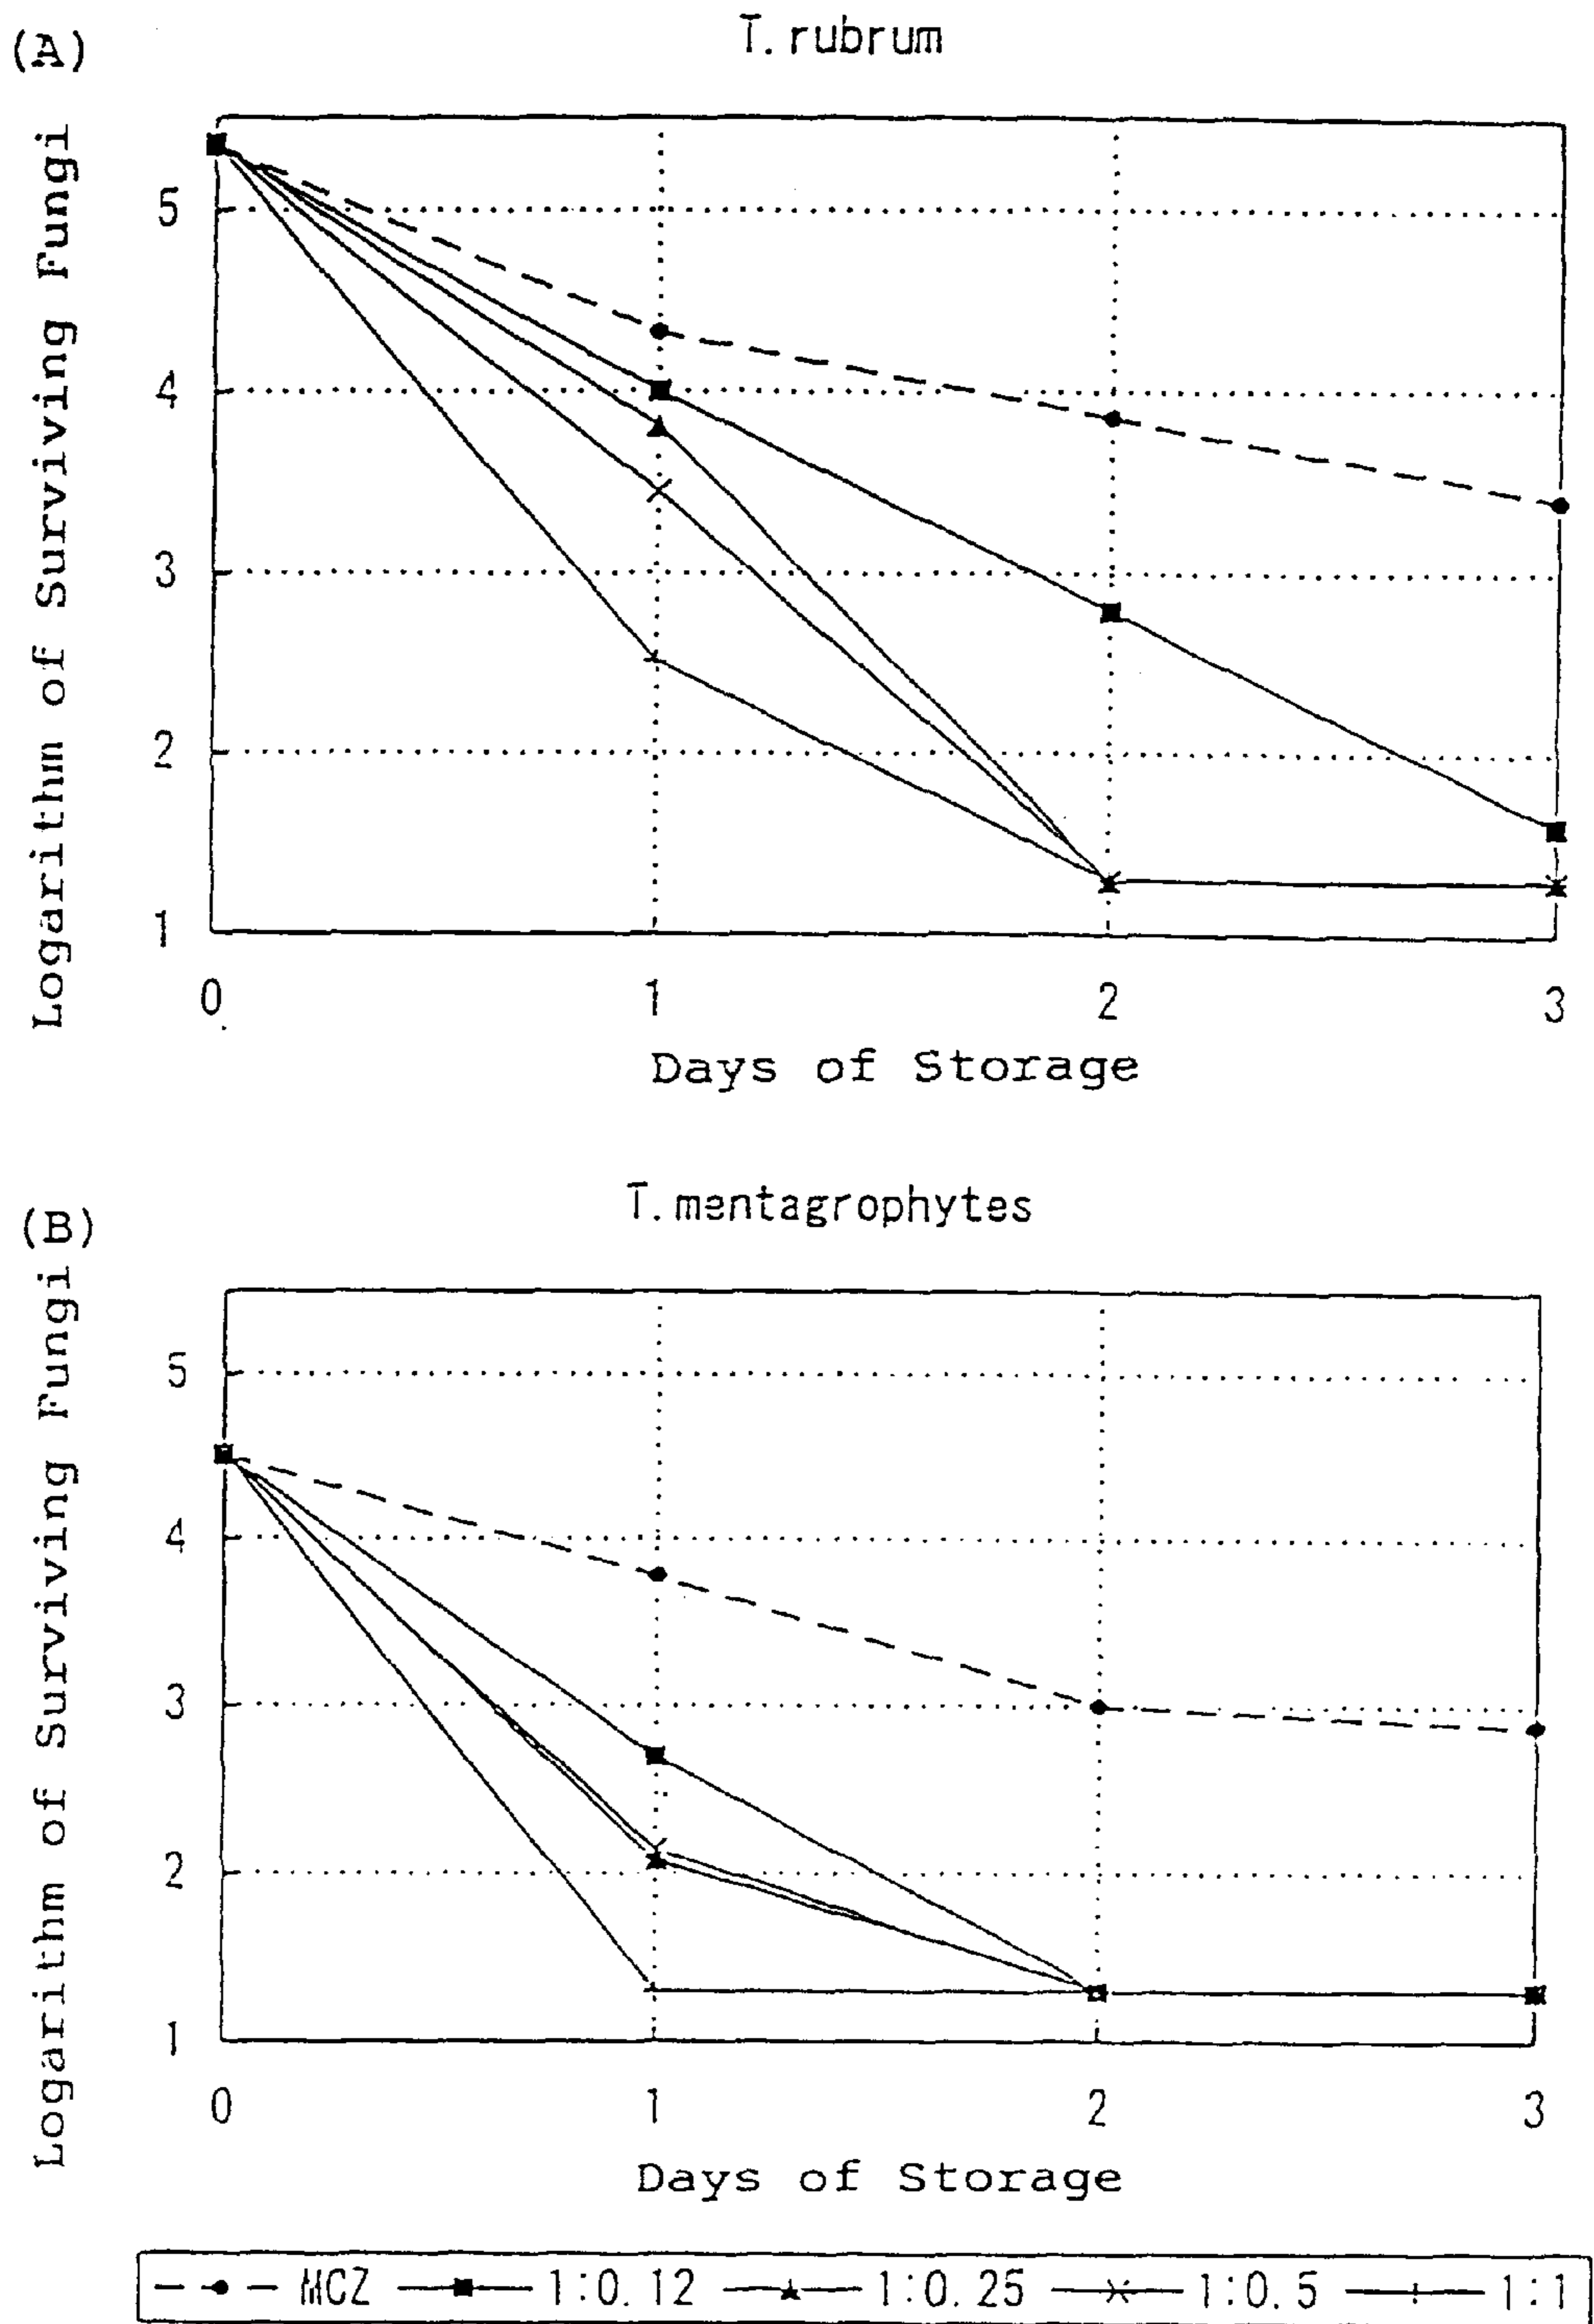 (A)
T. rubrum
Logarithm of Surviving Fungi
5
4
3
2
1
0 1 2 3
Days of Storage
(B)
T. mentagrophytes
Logarithm of Surviving Fungi
5
4
3
2
1
0 1 2 3
Days of Storage
MCZ 1:0.12 1:0.25 1:0.5 1:1